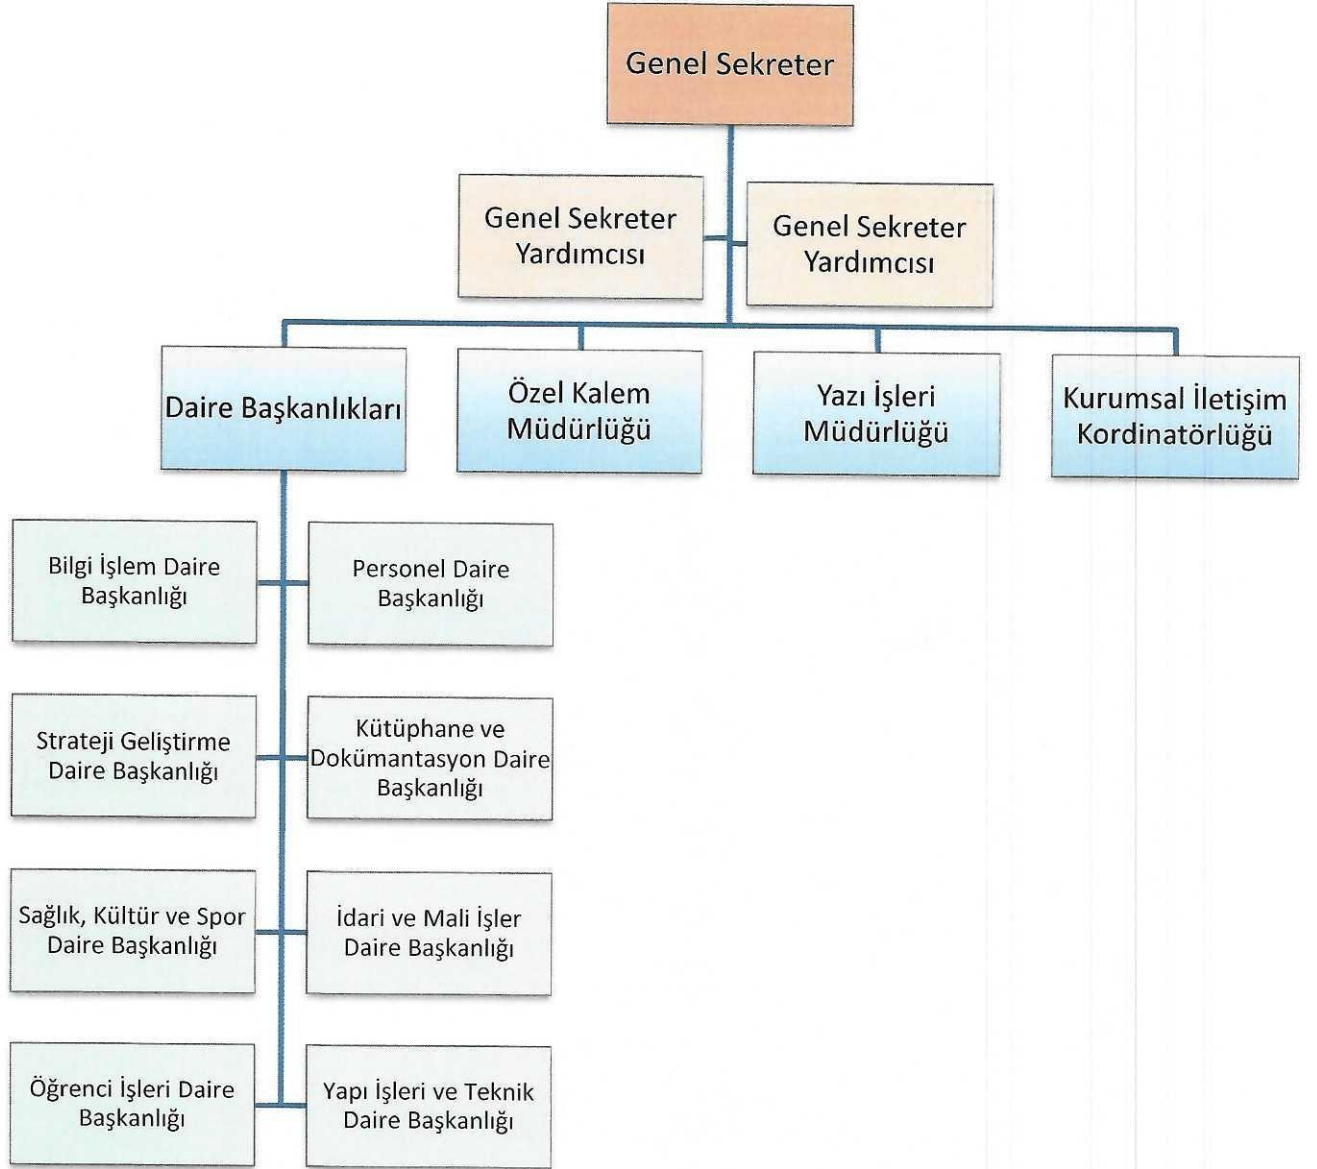 Genel Sekreter
Genel Sekreter
Yardımcısı
Genel Sekreter
Yardımcısı
Daire Başkanlıkları
Özel Kalem
Müdürlüğü
Yazı İşleri
Müdürlüğü
Kurumsal İletişim
Kordinatörlüğü
Bilgi İşlem Daire
Başkanlığı
Personel Daire
Başkanlığı
Strateji Geliştirme
Daire Başkanlığı
Kütüphane ve
Dokümantasyon Daire
Başkanlığı
Sağlık, Kültür ve Spor
Daire Başkanlığı
İdari ve Mali İşler
Daire Başkanlığı
Öğrenci İşleri Daire
Başkanlığı
Yapı İşleri ve Teknik
Daire Başkanlığı